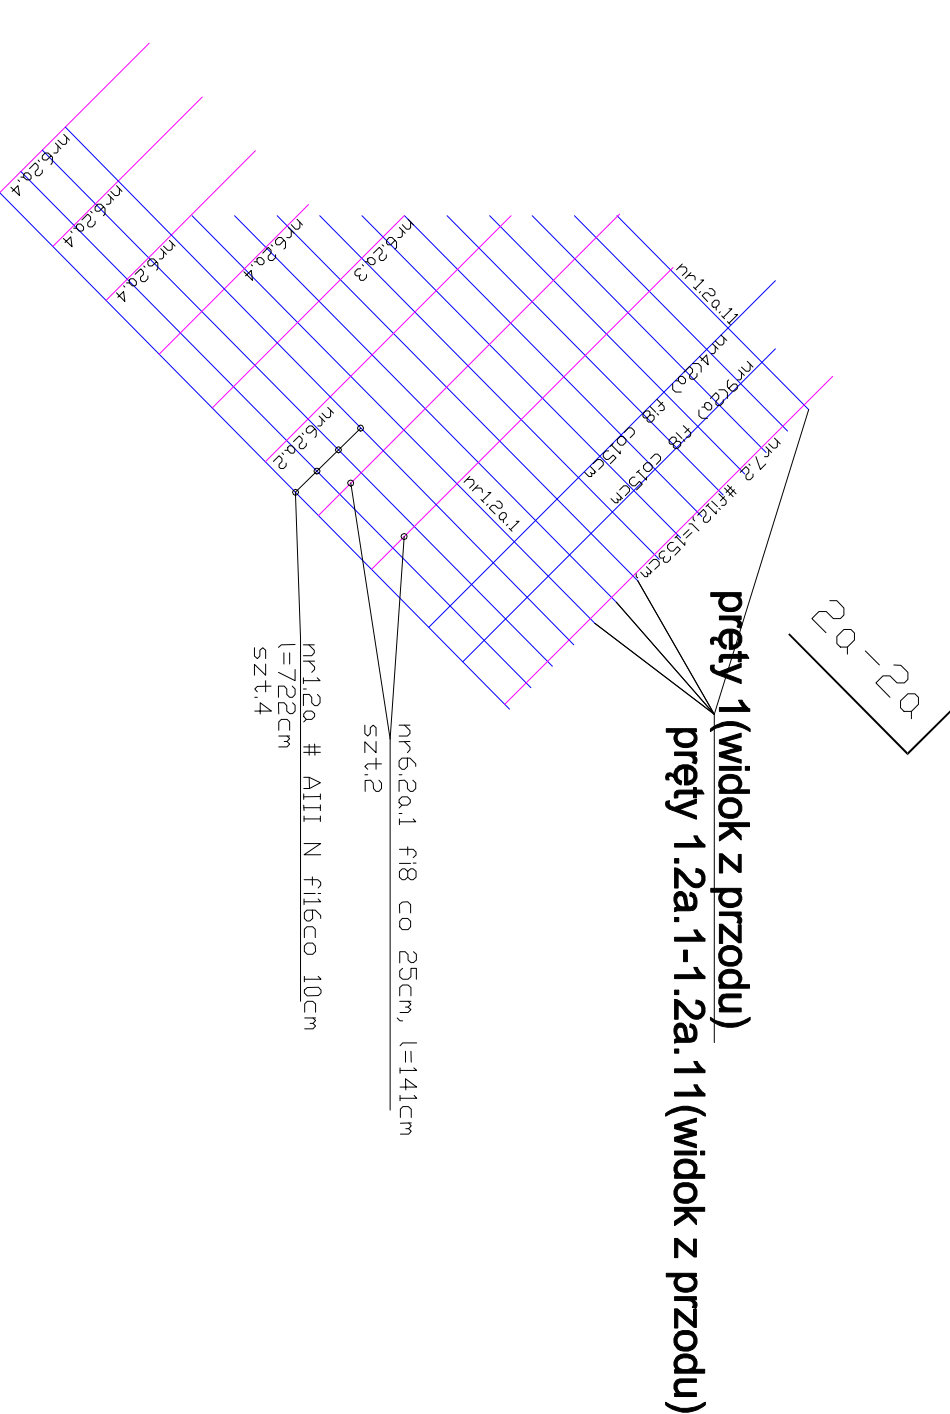 nr6.2a.4
nr6.2a.4
nr6.2a.4
nr6.2a.4
nr6.2a.3
nr1.2a.11
nr4(2a) fi8 co15cm
nr9(2a) fi8 co15cm
nr7.2 #fi12,l=153cm,
nr6.2a.2
nr1.2a.1
2a-2a
pręty 1(widok z przodu)
pręty 1.2a.1-1.2a.11(widok z przodu)
nr6.2a.1 fi8 co 25cm, l=141cm
szt.2
nr1.2a # AIII N fi16co 10cm
l=722cm
szt.4